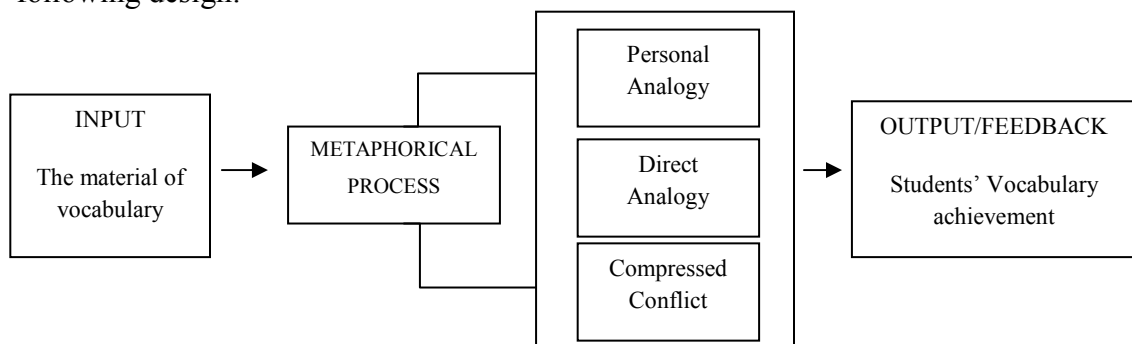 following design:
INPUT
The material of
vocabulary
METAPHORICAL
PROCESS
Personal
Analogy
Direct
Analogy
Compressed
Conflict
OUTPUT/FEEDBACK
Students’ Vocabulary
achievement